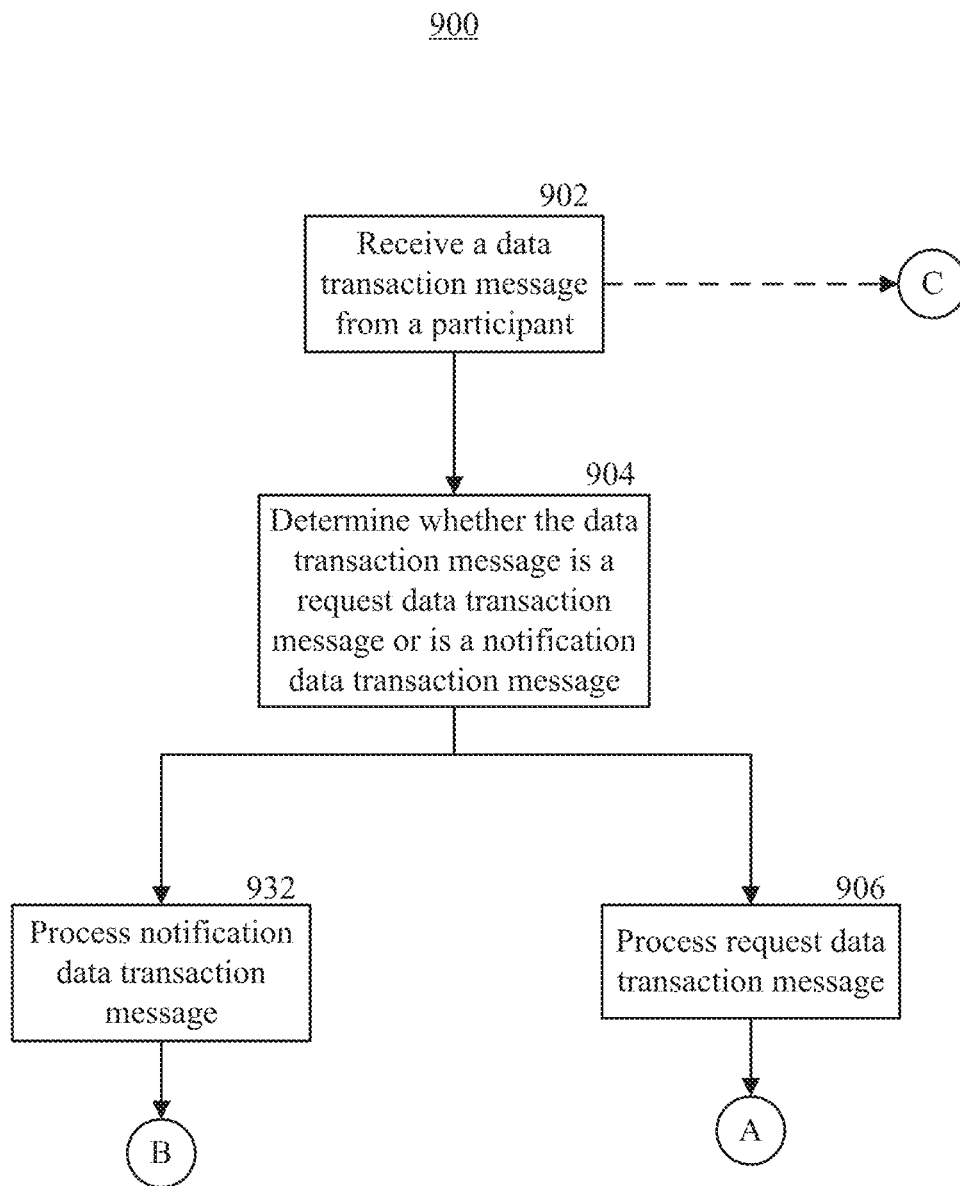 900
902
Receive a data
transaction message
from a participant
C
904
Determine whether the data
transaction message is a
request data transaction
message or is a notification
data transaction message
932
Process notification
data transaction
message
906
Process request data
transaction message
B
A